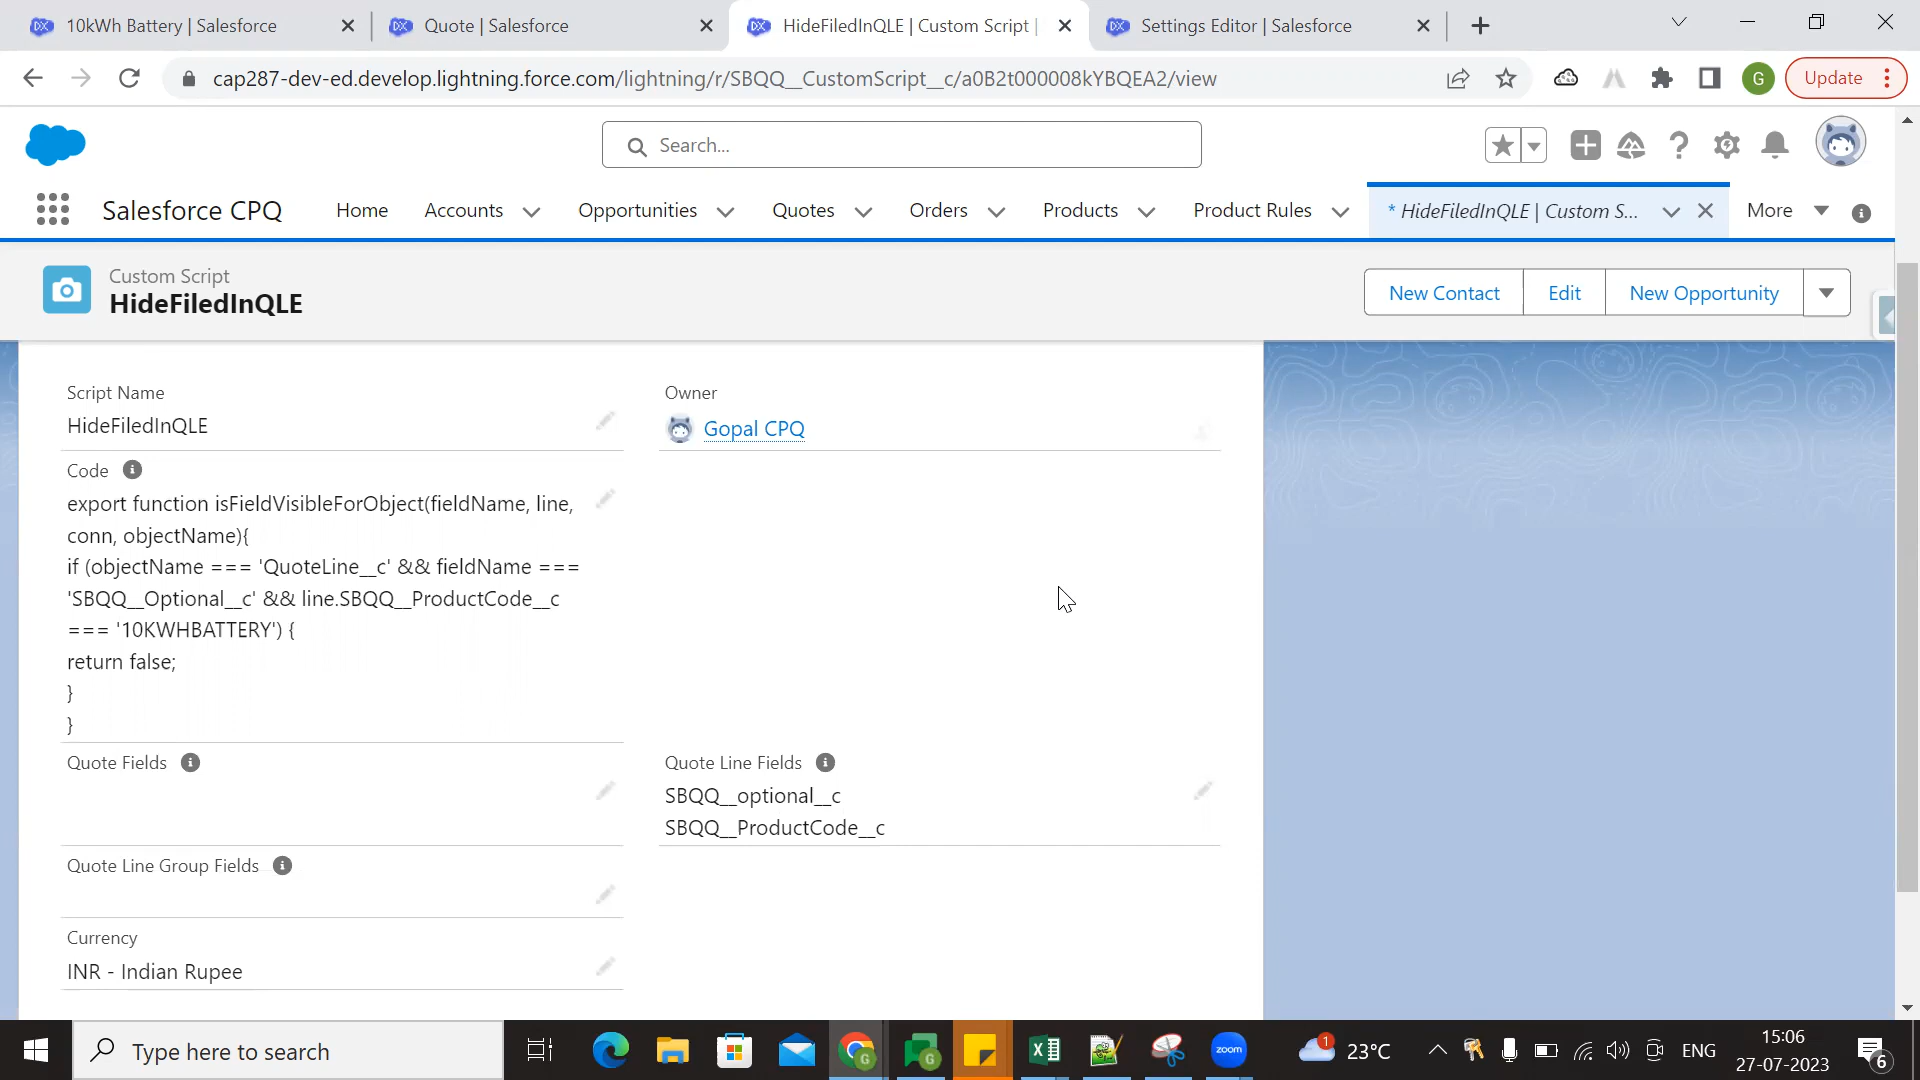 10kWh Battery | Salesforce
Quote | Salesforce
HideFiledInQLE | Custom Script |
Settings Editor | Salesforce
cap287-dev-ed.develop.lightning.force.com/lightning/r/SBQQ__CustomScript__c/a0B2t000008kYBQEA2/view
G
Update
Search...
Salesforce CPQ
Home
Accounts
Opportunities
Quotes
Orders
Products
Product Rules
* HideFiledInQLE | Custom S...
More
Custom Script
HideFiledInQLE
New Contact
Edit
New Opportunity
Script Name
HideFiledInQLE
Owner
Gopal CPQ
Code
export function isFieldVisibleForObject(fieldName, line,
conn, objectName){
if (objectName === 'QuoteLine__c' && fieldName ===
'SBQQ__Optional__c' && line.SBQQ__ProductCode__c
=== '10KWHBATTERY') {
return false;
}
}
Quote Fields
Quote Line Fields
SBQQ__optional__c
SBQQ__ProductCode__c
Quote Line Group Fields
Currency
INR - Indian Rupee
Type here to search
G
G
zoom
1
23°C
ENG
15:06
27-07-2023
6